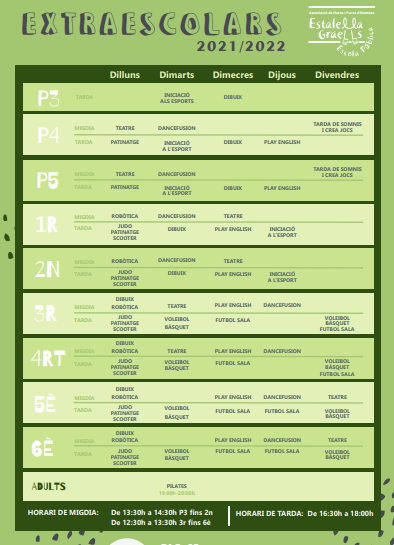 EXTRAESCOLARS
2021/2022
Estalella
Graells
Escola Pública
Dilluns Dimarts Dimecres Dijous Divendres
P3 TARDA INICIACIÓ
ALS ESPORTS DIBUIX
P4 MIGDIA TEATRE DANCEFUSION TARDA DE SOMNIS
I CREA JOCS
TARDA PATINATGE INICIACIÓ
A L'ESPORT DIBUIX PLAY ENGLISH
P5 MIGDIA TEATRE DANCEFUSION TARDA DE SOMNIS
I CREA JOCS
TARDA PATINATGE INICIACIÓ
A L'ESPORT DIBUIX PLAY ENGLISH
1R MIGDIA ROBÒTICA DANCEFUSION TEATRE
TARDA JUDO
PATINATGE
SCOOTER DIBUIX PLAY ENGLISH INICIACIÓ
A L'ESPORT
2N MIGDIA ROBÒTICA DANCEFUSION TEATRE
TARDA JUDO
PATINATGE
SCOOTER DIBUIX PLAY ENGLISH INICIACIÓ
A L'ESPORT
3R MIGDIA DIBUIX
ROBÒTICA TEATRE PLAY ENGLISH DANCEFUSION
TARDA JUDO
PATINATGE
SCOOTER VOLEIBOL
BÀSQUET FUTBOL SALA VOLEIBOL
BÀSQUET
FUTBOL SALA
4RT MIGDIA DIBUIX
ROBÒTICA TEATRE PLAY ENGLISH DANCEFUSION
TARDA JUDO
PATINATGE
SCOOTER VOLEIBOL
BÀSQUET FUTBOL SALA VOLEIBOL
BÀSQUET
FUTBOL SALA
5È MIGDIA DIBUIX
ROBÒTICA PLAY ENGLISH DANCEFUSION TEATRE
TARDA JUDO
PATINATGE
SCOOTER VOLEIBOL
BÀSQUET FUTBOL SALA FUTBOL SALA VOLEIBOL
BÀSQUET
6È MIGDIA DIBUIX
ROBÒTICA PLAY ENGLISH DANCEFUSION TEATRE
TARDA JUDO
PATINATGE
SCOOTER VOLEIBOL
BÀSQUET FUTBOL SALA FUTBOL SALA VOLEIBOL
BÀSQUET
ADULTS PILATES
HORARI DE MIGDIA: De 13:30h a 14:30h P3 fins 2n
De 12:30h a 13:30h 3r fins 6è
HORARI DE TARDA: De 16:30h a 18:00h